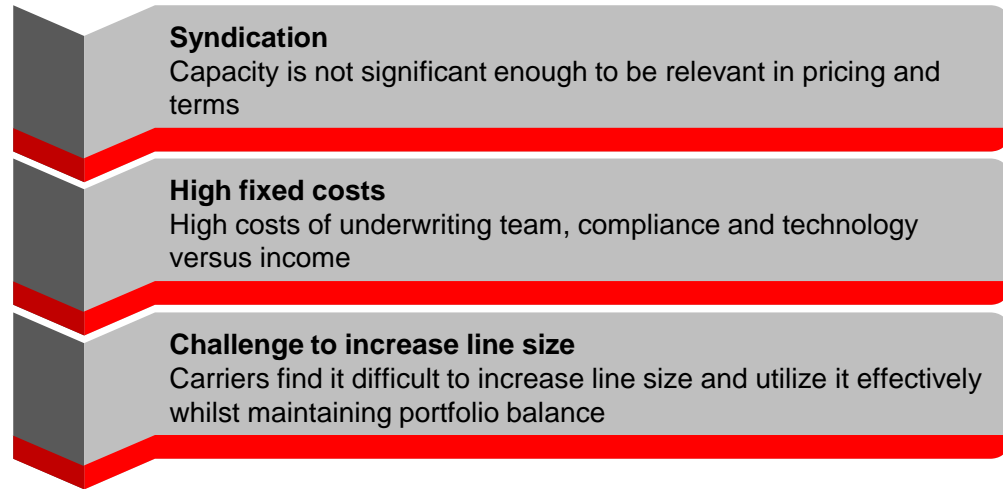 Syndication
Capacity is not significant enough to be relevant in pricing and
terms
High fixed costs
High costs of underwriting team, compliance and technology
versus income
Challenge to increase line size
Carriers find it difficult to increase line size and utilize it effectively
whilst maintaining portfolio balance